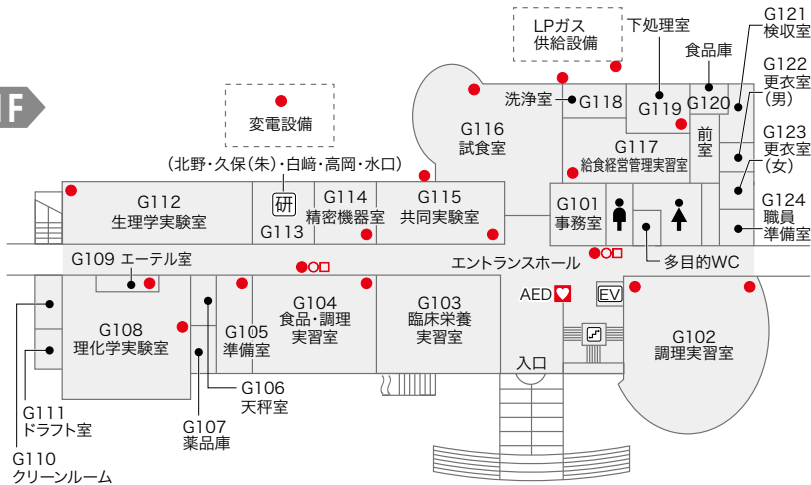 1F
LPガス
供給設備
下処理室
食品庫
G121
検収室
G122
更衣室
(男)
G123
更衣室
(女)
G124
職員
準備室
変電設備
洗浄室
G118
G119
G120
前室
G116
試食室
G117
給食経営管理実習室
(北野・久保(朱)・白﨑・高岡・水口)
研
G112
生理学実験室
G113
G114
精密機器室
G115
共同実験室
G101
事務室
多目的WC
エントランスホール
G109 エーテル室
AED
EV
G108
理化学実験室
G105
準備室
G104
食品・調理
実習室
G103
臨床栄養
実習室
G102
調理実習室
入口
G106
天秤室
G107
薬品庫
G111
ドラフト室
G110
クリーンルーム